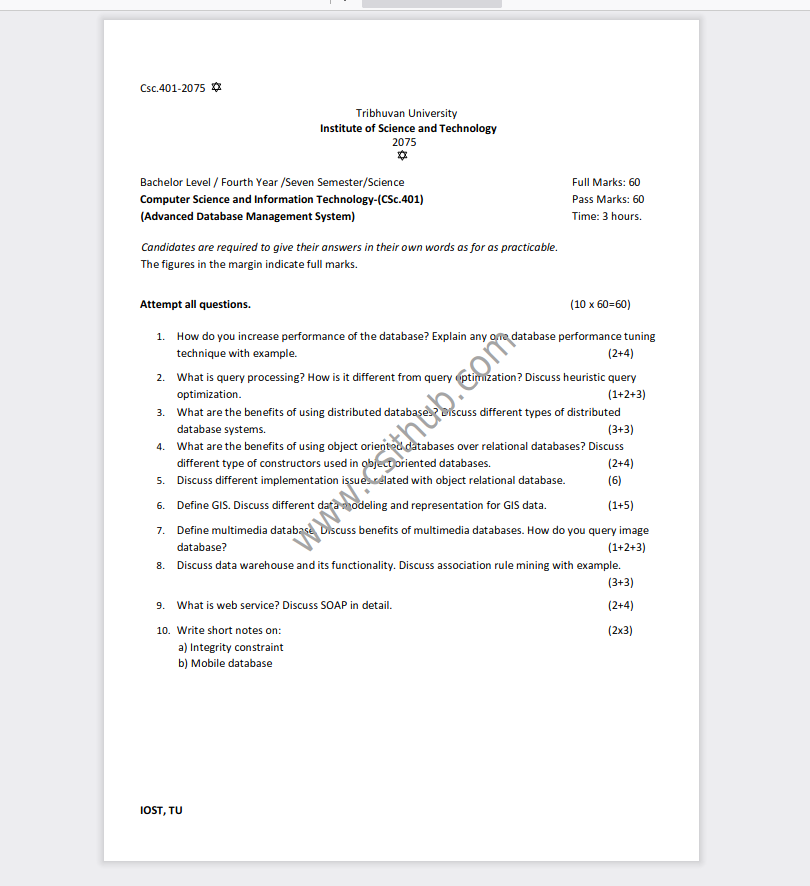 Csc.401-2075 ✡
Tribhuvan University
Institute of Science and Technology
2075
✡
Bachelor Level / Fourth Year /Seven Semester/Science Full Marks: 60
Computer Science and Information Technology-(CSc.401) Pass Marks: 60
(Advanced Database Management System) Time: 3 hours.
Candidates are required to give their answers in their own words as for as practicable.
The figures in the margin indicate full marks.
Attempt all questions. (10 x 60=60)
1. How do you increase performance of the database? Explain any one database performance tuning
technique with example. (2+4)
2. What is query processing? How is it different from query optimization? Discuss heuristic query
optimization. (1+2+3)
3. What are the benefits of using distributed databases? Discuss different types of distributed
database systems. (3+3)
4. What are the benefits of using object oriented databases over relational databases? Discuss
different type of constructors used in object oriented databases. (2+4)
5. Discuss different implementation issues related with object relational database. (6)
6. Define GIS. Discuss different data modeling and representation for GIS data. (1+5)
7. Define multimedia database. Discuss benefits of multimedia databases. How do you query image
database? (1+2+3)
8. Discuss data warehouse and its functionality. Discuss association rule mining with example.
(3+3)
9. What is web service? Discuss SOAP in detail. (2+4)
10. Write short notes on: (2x3)
a) Integrity constraint
b) Mobile database
IOST, TU
www.csithub.com